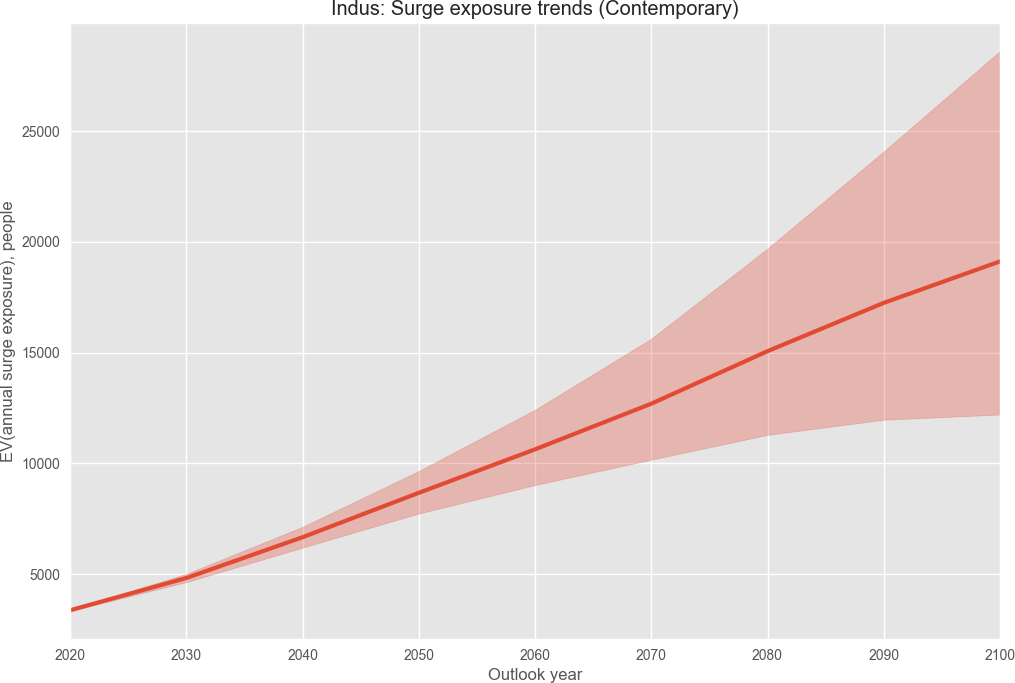 Indus: Surge exposure trends (Contemporary)
EV(annual surge exposure), people
25000
20000
15000
10000
5000
2020 2030 2040 2050 2060 2070 2080 2090 2100
Outlook year